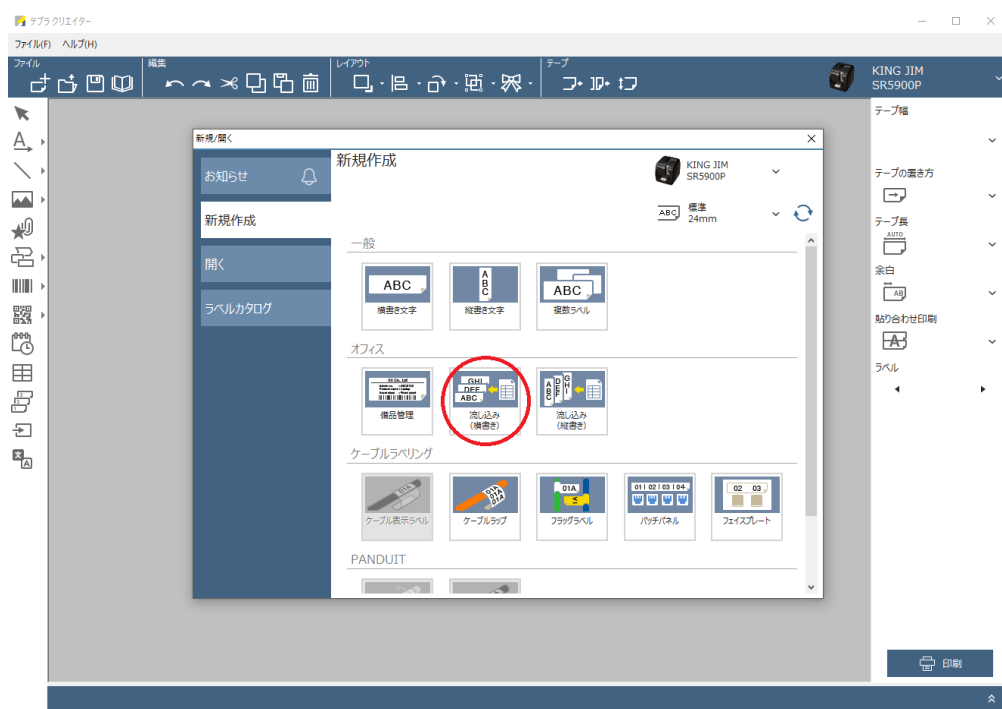 テプラ クリエイター
ファイル(F) ヘルプ(H)
ファイル 編集 レイアウト テープ
KING JIM
SR5900P
テープ幅
テープの置き方
テープ長
AUTO
余白
AB
貼り合わせ印刷
A
ラベル
印刷
新規/開く
お知らせ
新規作成
開く
ラベルカタログ
新規作成
KING JIM
SR5900P
ABC 標準
24mm
一般
ABC
横書き文字
A
B
C
縦書き文字
ABC
複数ラベル
オフィス
備品管理
GHI
DEF
ABC
流し込み
(横書き)
ABC DEF GHI
流し込み
(縦書き)
ケーブルラベリング
01A
ケーブル表示ラベル
01A
01A
ケーブルラップ
01A
フラッグラベル
01 02 03 04
パッチパネル
02 03
フェイスプレート
PANDUIT